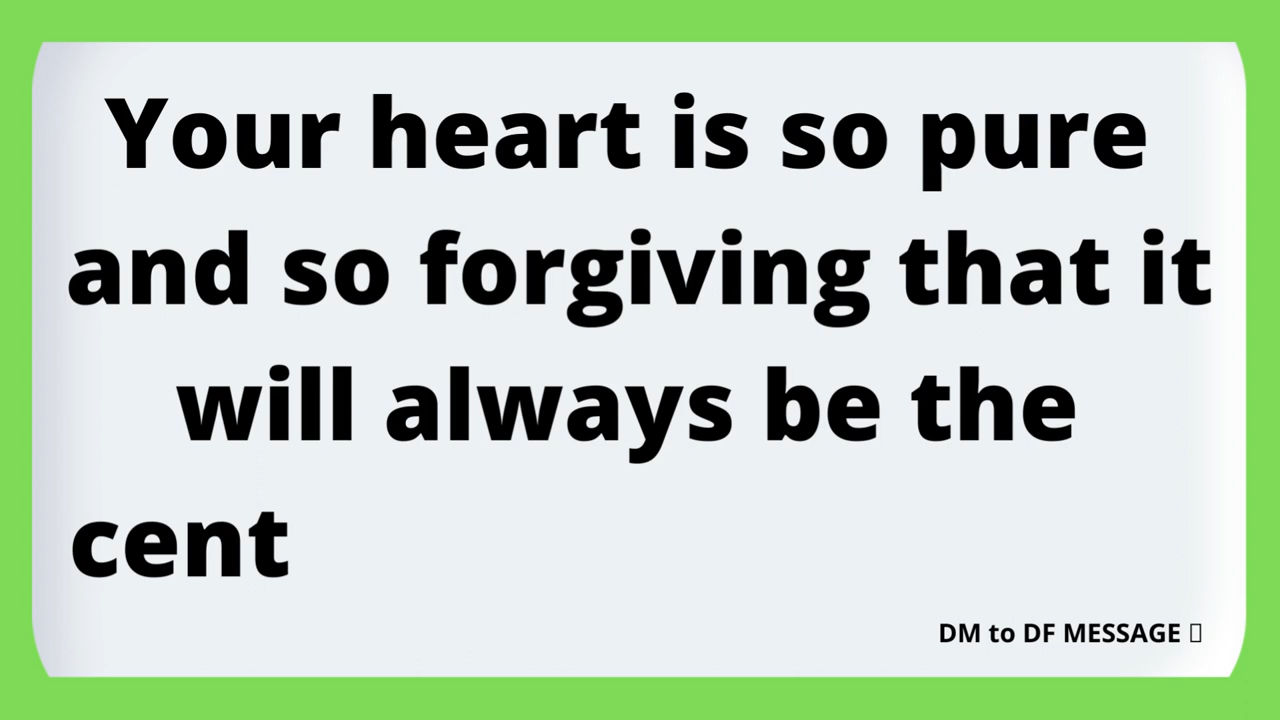 Your heart is so pure
and so forgiving that it
will always be the
cent
DM to DF MESSAGE